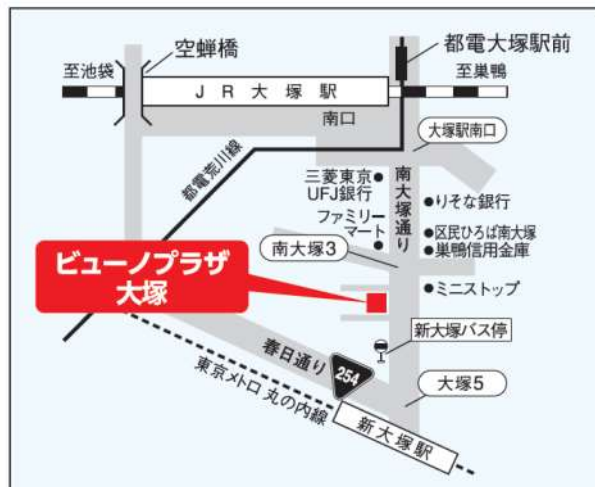 空蝉橋
都電大塚駅前
至池袋
至巣鴨
JR大塚駅
南口
大塚駅南口
都電荒川線
三菱東京
UFJ銀行
南大塚通り
りそな銀行
ファミリー
マート
区民ひろば南大塚
巣鴨信用金庫
南大塚3
ビューノプラザ
大塚
ミニストップ
新大塚バス停
春日通り
254
大塚5
東京メトロ 丸の内線
新大塚駅